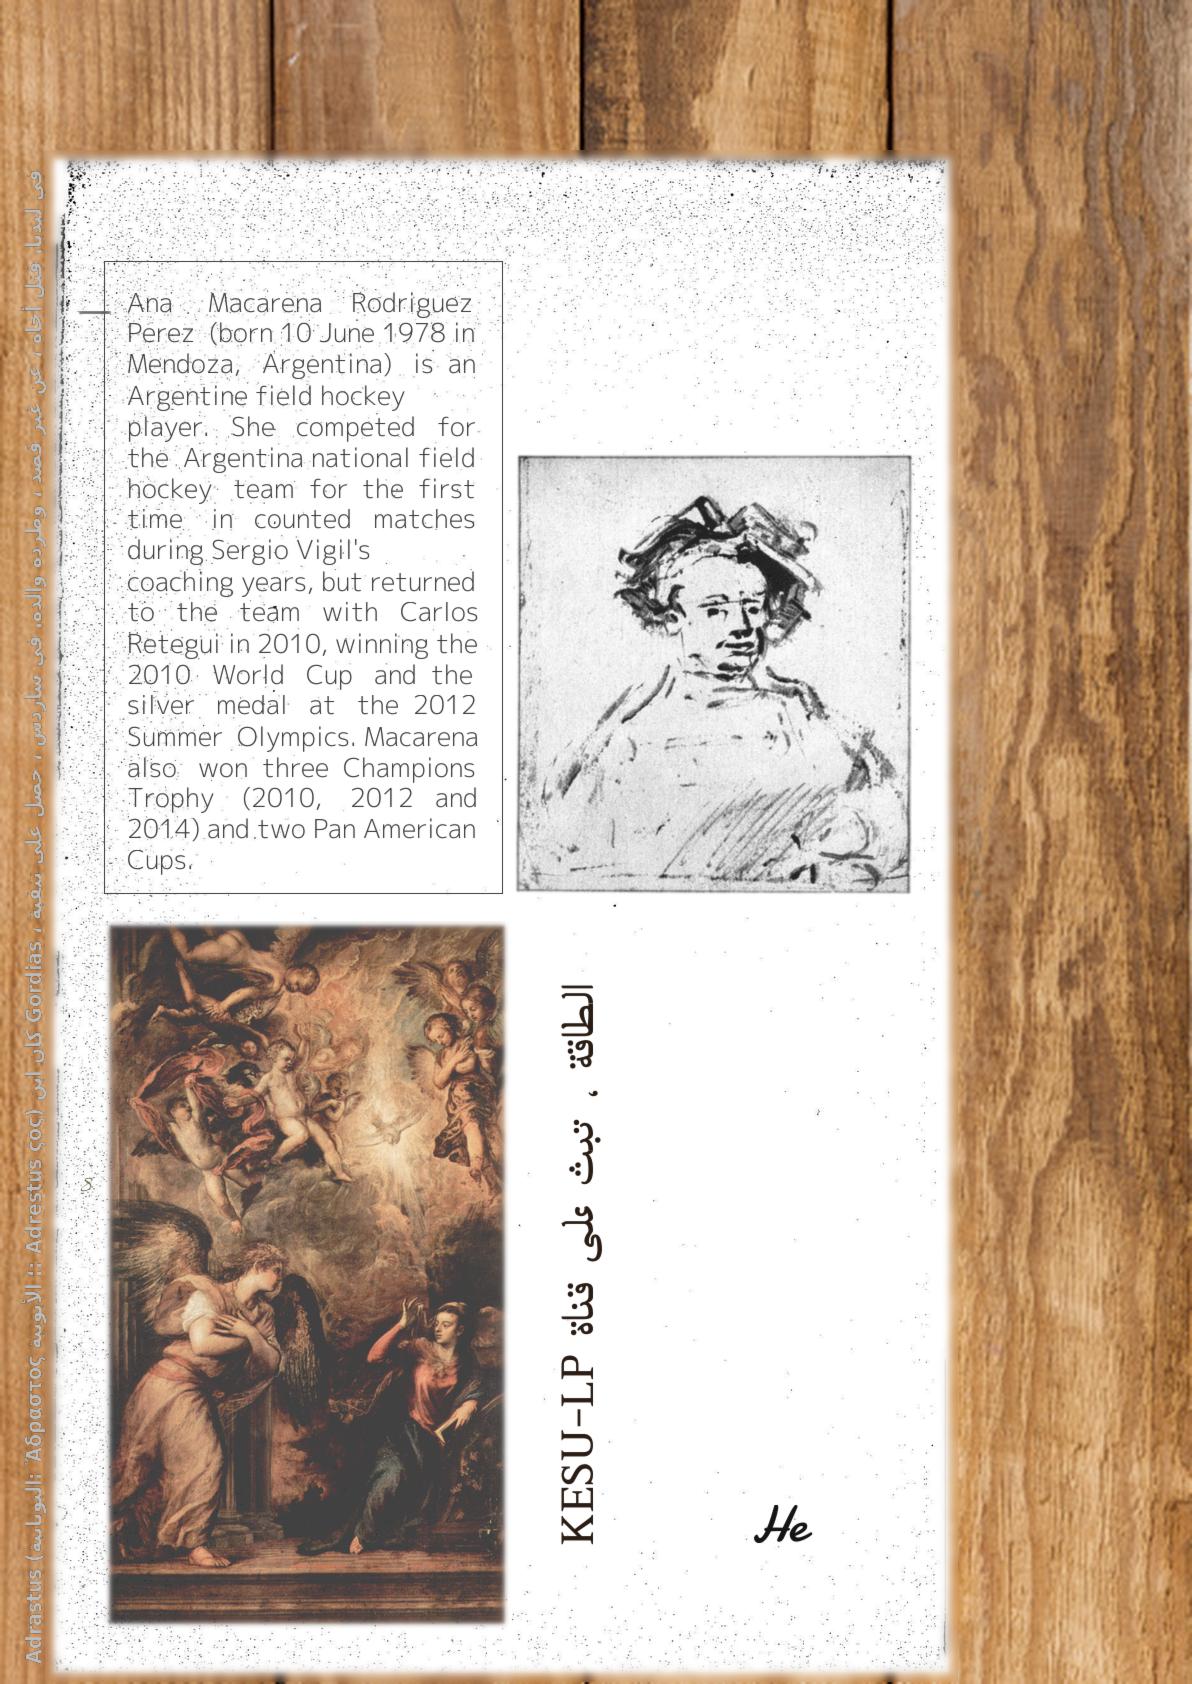 Ana Macarena Rodriguez
Perez (born 10 June 1978 in
Mendoza, Argentina) is an
Argentine field hockey
player. She competed for
the Argentina national field
hockey team for the first
time in counted matches
during Sergio Vigil's
coaching years, but returned
to the team with Carlos
Retegui in 2010, winning the
2010 World Cup and the
silver medal at the 2012
Summer Olympics. Macarena
also won three Champions
Trophy (2010, 2012 and
2014) and two Pan American
Cups.
KESU-LP الطاقة ، تبث على قناة
He
8
Adrastus (اليونانية: Ἀδραστος الأيونية :: Adrestus ςος) كان ابن Gordias ، حصل على تنقية في ساردس ، وطرده والده، عن غير قصد ، قتل أخاه في ليديا،